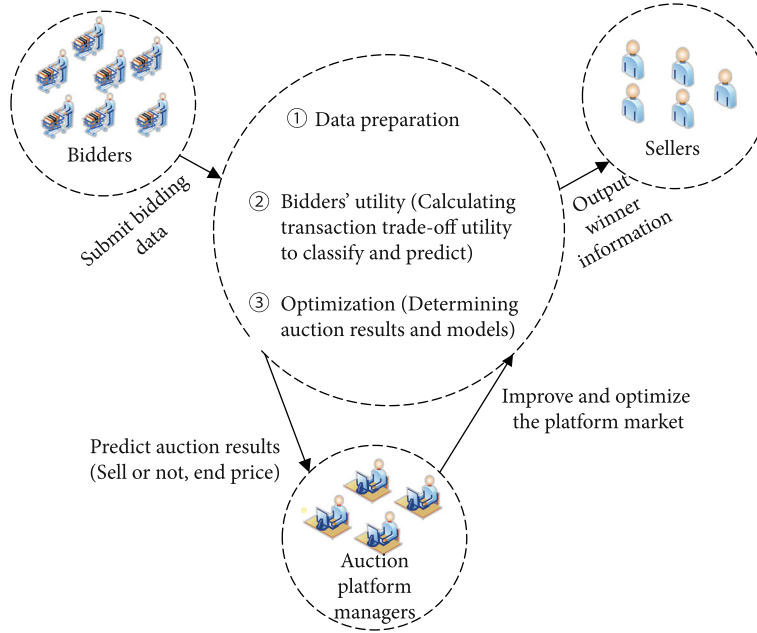 Bidders
Submit bidding
data
① Data preparation
② Bidders’ utility (Calculating
transaction trade-off utility
to classify and predict)
③ Optimization (Determining
auction results and models)
Sellers
Output
winner
information
Predict auction results
(Sell or not, end price)
Improve and optimize
the platform market
Auction
platform
managers